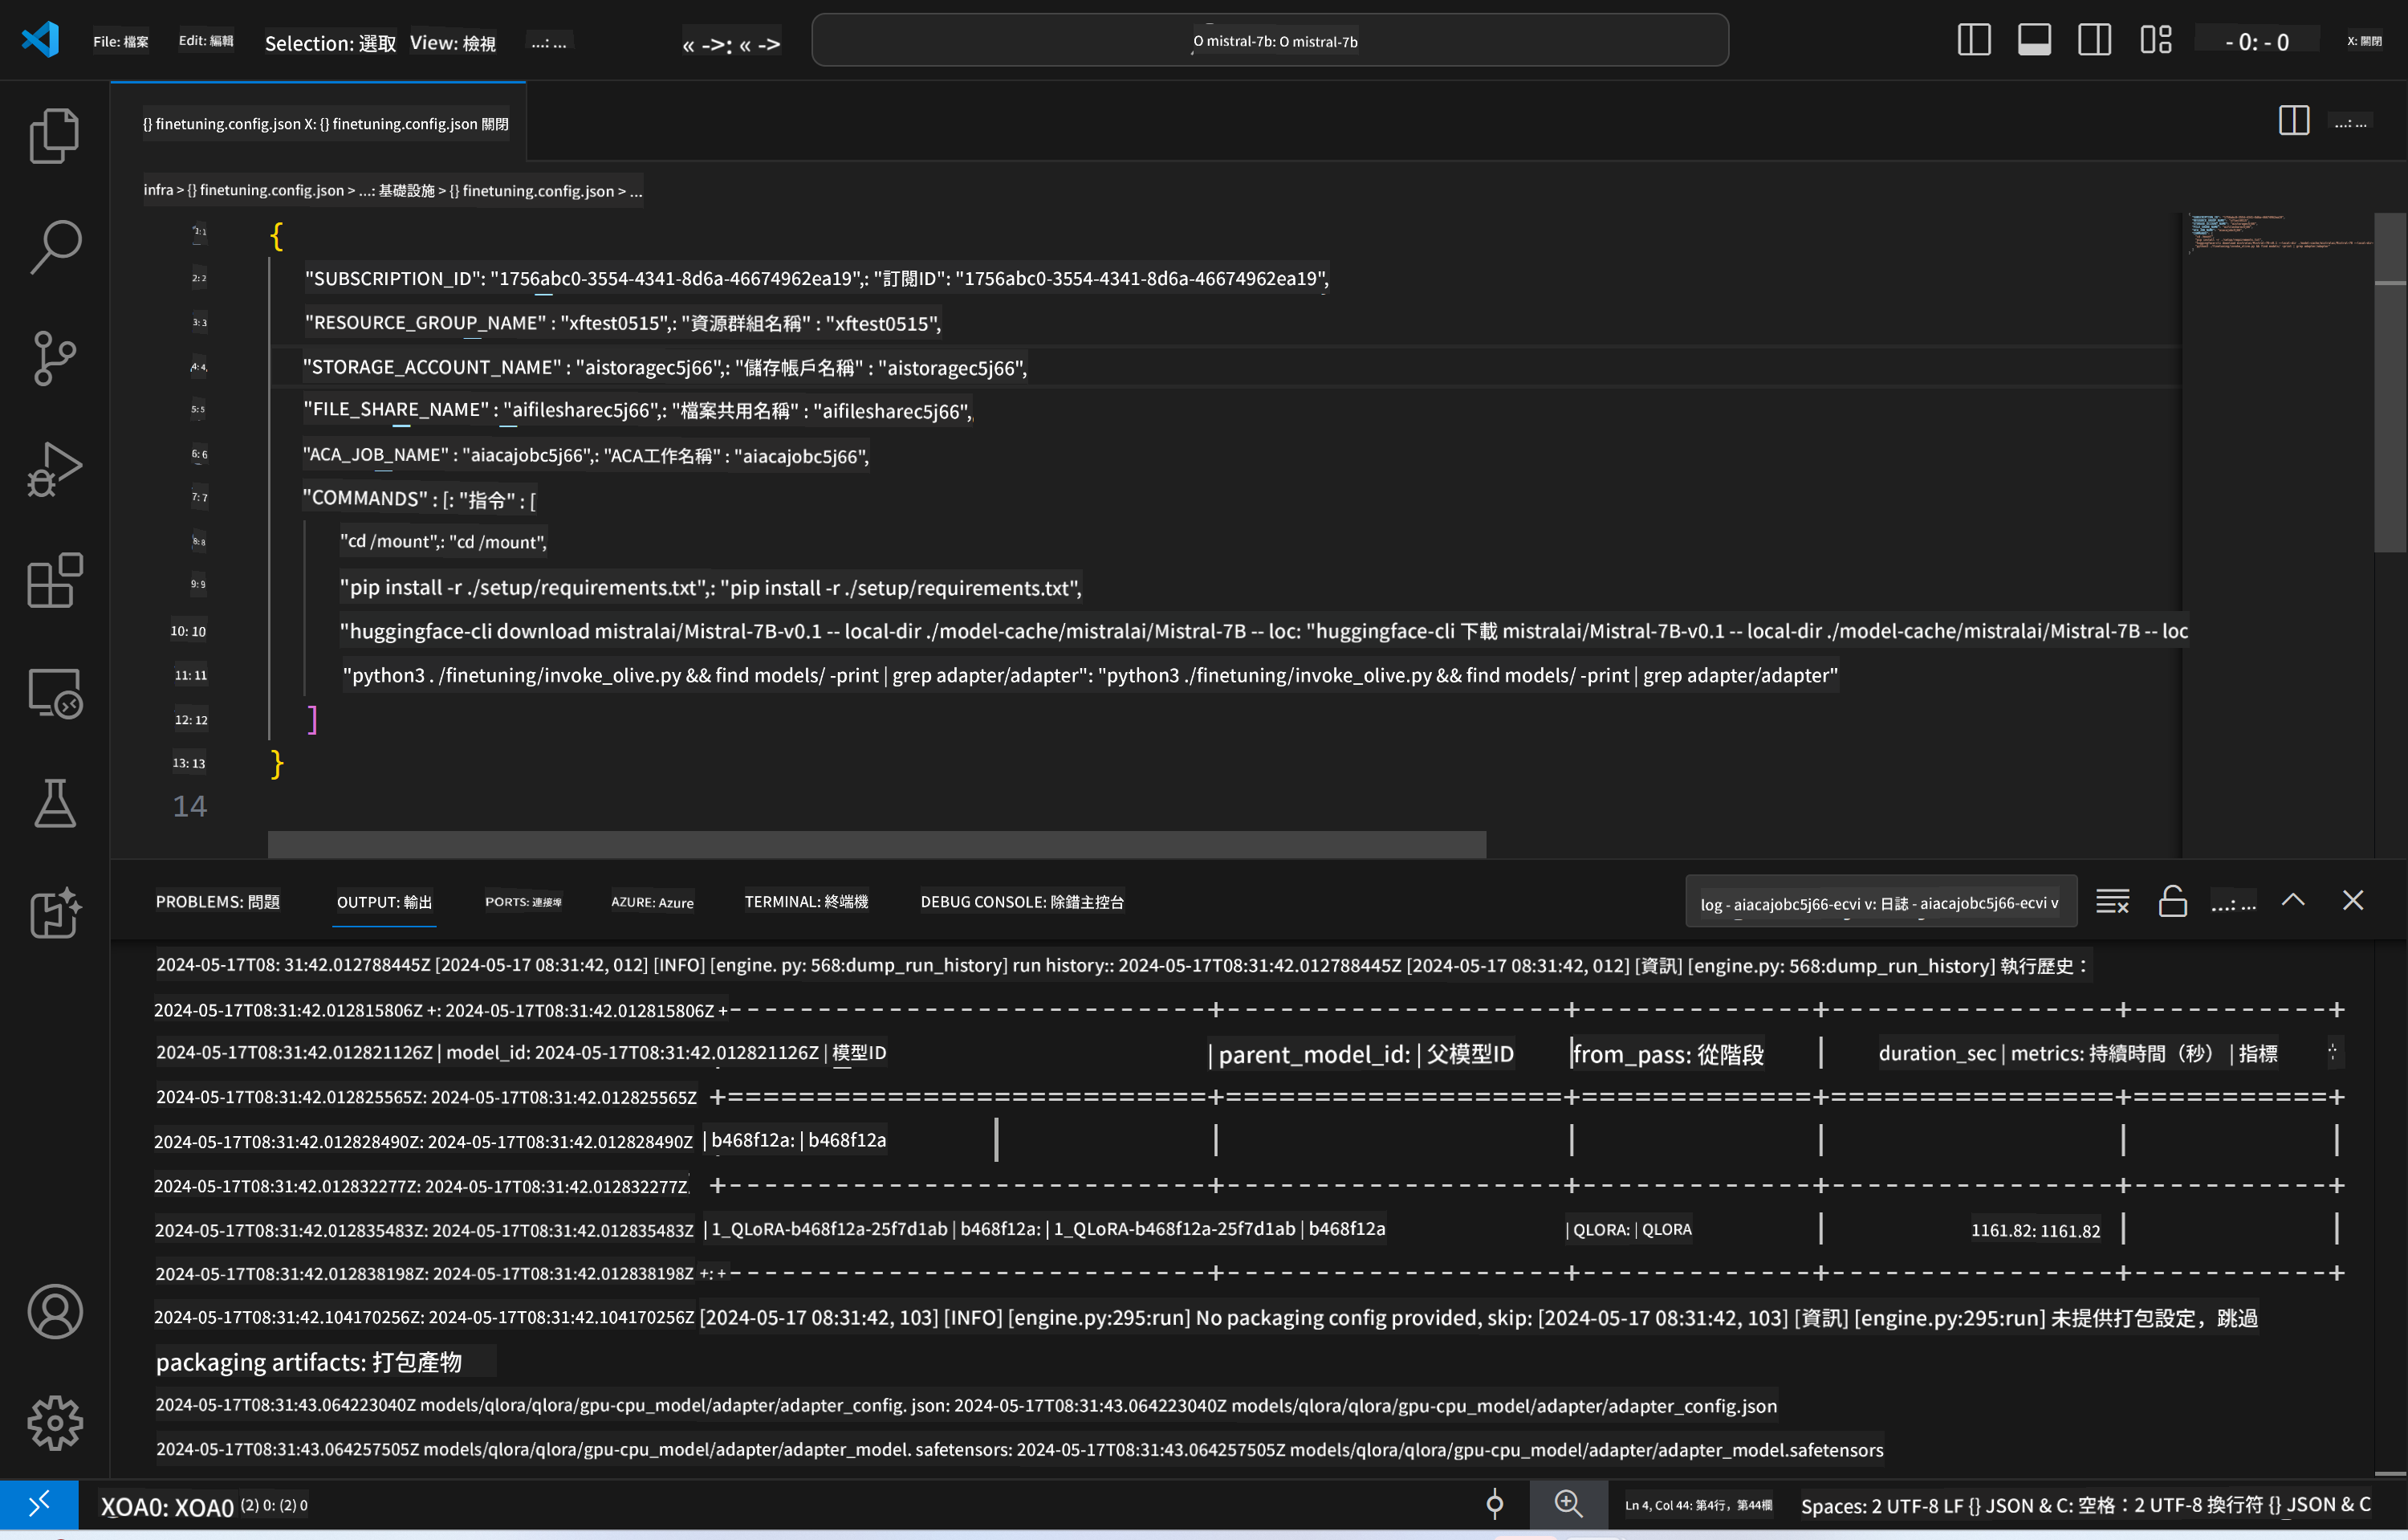 File: 檔案 Edit: 編輯 Selection: 選取 View: 檢視 ...: ... « ->: « -> O mistral-7b: O mistral-7b - 0: - 0 X: 關閉
{} finetuning.config.json X: {} finetuning.config.json 關閉 ...: ...
infra > {} finetuning.config.json > ...: 基礎設施 > {} finetuning.config.json > ...
1: 1 {
2: 2 "SUBSCRIPTION_ID": "1756abc0-3554-4341-8d6a-46674962ea19",: "訂閱ID": "1756abc0-3554-4341-8d6a-46674962ea19",
3: 3 "RESOURCE_GROUP_NAME" : "xftest0515",: "資源群組名稱" : "xftest0515",
4: 4 "STORAGE_ACCOUNT_NAME" : "aistoragec5j66",: "儲存帳戶名稱" : "aistoragec5j66",
5: 5 "FILE_SHARE_NAME" : "aifilesharec5j66",: "檔案共用名稱" : "aifilesharec5j66",
6: 6 "ACA_JOB_NAME" : "aiacajobc5j66",: "ACA工作名稱" : "aiacajobc5j66",
7: 7 "COMMANDS" : [: "指令" : [
8: 8 "cd /mount",: "cd /mount",
9: 9 "pip install -r ./setup/requirements.txt",: "pip install -r ./setup/requirements.txt",
10: 10 "huggingface-cli download mistralai/Mistral-7B-v0.1 -- local-dir ./model-cache/mistralai/Mistral-7B -- loc: "huggingface-cli 下載 mistralai/Mistral-7B-v0.1 -- local-dir ./model-cache/mistralai/Mistral-7B -- loc
11: 11 "python3 . /finetuning/invoke_olive.py && find models/ -print | grep adapter/adapter": "python3 ./finetuning/invoke_olive.py && find models/ -print | grep adapter/adapter"
12: 12 ]
13: 13 }
14
PROBLEMS: 問題 OUTPUT: 輸出 PORTS: 連接埠 AZURE: Azure TERMINAL: 終端機 DEBUG CONSOLE: 除錯主控台 log - aiacajobc5j66-ecvi v: 日誌 - aiacajobc5j66-ecvi v ...: ...
2024-05-17T08: 31:42.012788445Z [2024-05-17 08:31:42, 012] [INFO] [engine. py: 568:dump_run_history] run history:: 2024-05-17T08:31:42.012788445Z [2024-05-17 08:31:42, 012] [資訊] [engine.py: 568:dump_run_history] 執行歷史：
2024-05-17T08:31:42.012815806Z +: 2024-05-17T08:31:42.012815806Z +---------------------------+-------------------+-------------+----------------+-----------+
2024-05-17T08:31:42.012821126Z | model_id: 2024-05-17T08:31:42.012821126Z | 模型ID | parent_model_id: | 父模型ID |from_pass: 從階段 | duration_sec | metrics: 持續時間（秒） | 指標
2024-05-17T08:31:42.012825565Z: 2024-05-17T08:31:42.012825565Z +===========================+===================+=============+================+===========+
2024-05-17T08:31:42.012828490Z: 2024-05-17T08:31:42.012828490Z | b468f12a: | b468f12a | | | | | |
2024-05-17T08:31:42.012832277Z: 2024-05-17T08:31:42.012832277Z +---------------------------+-------------------+-------------+----------------+-----------+
2024-05-17T08:31:42.012835483Z: 2024-05-17T08:31:42.012835483Z | 1_QLoRA-b468f12a-25f7d1ab | b468f12a: | 1_QLoRA-b468f12a-25f7d1ab | b468f12a | QLORA: | QLORA | 1161.82: 1161.82 | |
2024-05-17T08:31:42.012838198Z: 2024-05-17T08:31:42.012838198Z +: +---------------------------+-------------------+-------------+----------------+-----------+
2024-05-17T08:31:42.104170256Z: 2024-05-17T08:31:42.104170256Z [2024-05-17 08:31:42, 103] [INFO] [engine.py:295:run] No packaging config provided, skip: [2024-05-17 08:31:42, 103] [資訊] [engine.py:295:run] 未提供打包設定，跳過
packaging artifacts: 打包產物
2024-05-17T08:31:43.064223040Z models/qlora/qlora/gpu-cpu_model/adapter/adapter_config. json: 2024-05-17T08:31:43.064223040Z models/qlora/qlora/gpu-cpu_model/adapter/adapter_config.json
2024-05-17T08:31:43.064257505Z models/qlora/qlora/gpu-cpu_model/adapter/adapter_model. safetensors: 2024-05-17T08:31:43.064257505Z models/qlora/qlora/gpu-cpu_model/adapter/adapter_model.safetensors
XOA0: XOA0 (2) 0: (2) 0 Ln 4, Col 44: 第4行，第44欄 Spaces: 2 UTF-8 LF {} JSON & C: 空格：2 UTF-8 換行符 {} JSON & C